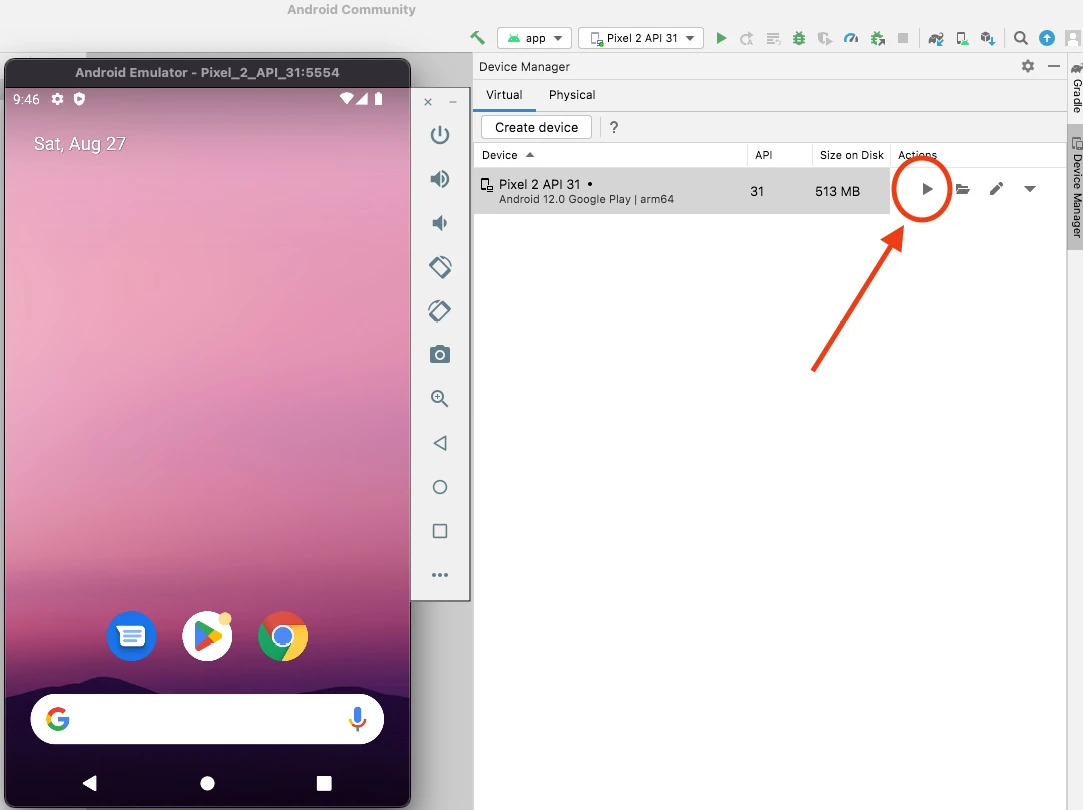 Android Community
app
Pixel 2 API 31
Android Emulator - Pixel_2_API_31:5554
9:46
Sat, Aug 27
Device Manager
Virtual
Physical
Create device
?
Device
API
Size on Disk
Actions
Pixel 2 API 31 •
Android 12.0 Google Play | arm64
31
513 MB
Gradle
Device Manager